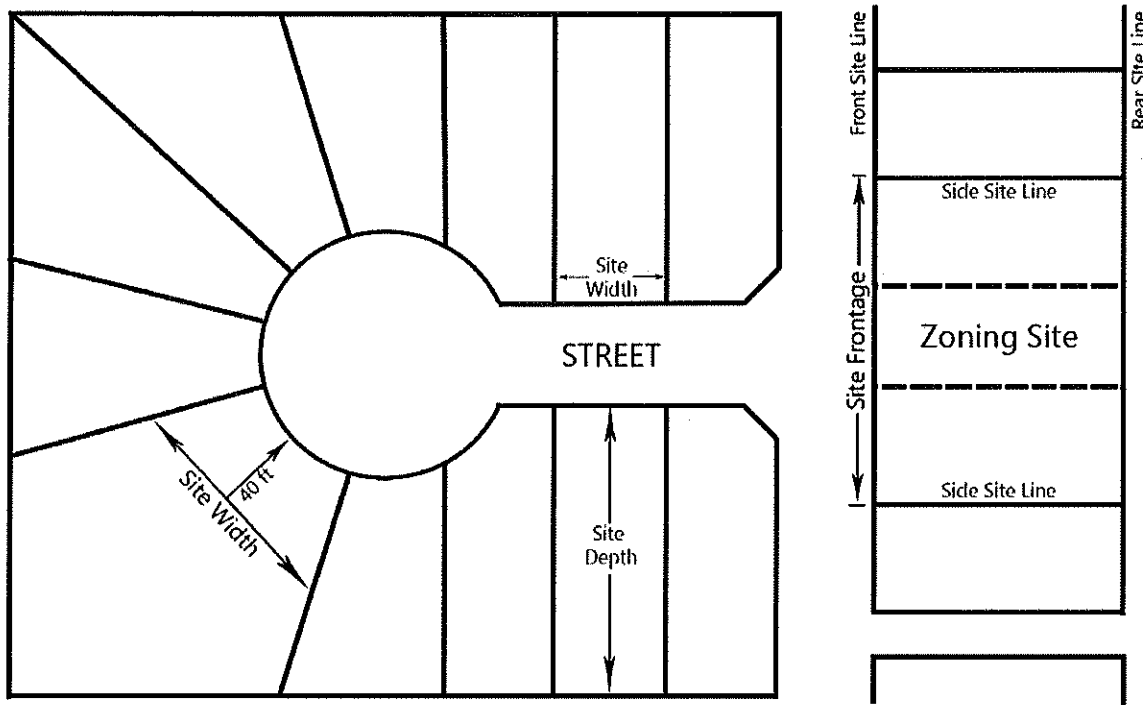 Site
Width
STREET
Site Width
40 ft
Site
Depth
Front Site Line
Rear Site Line
Side Site Line
Site Frontage
Zoning Site
Side Site Line